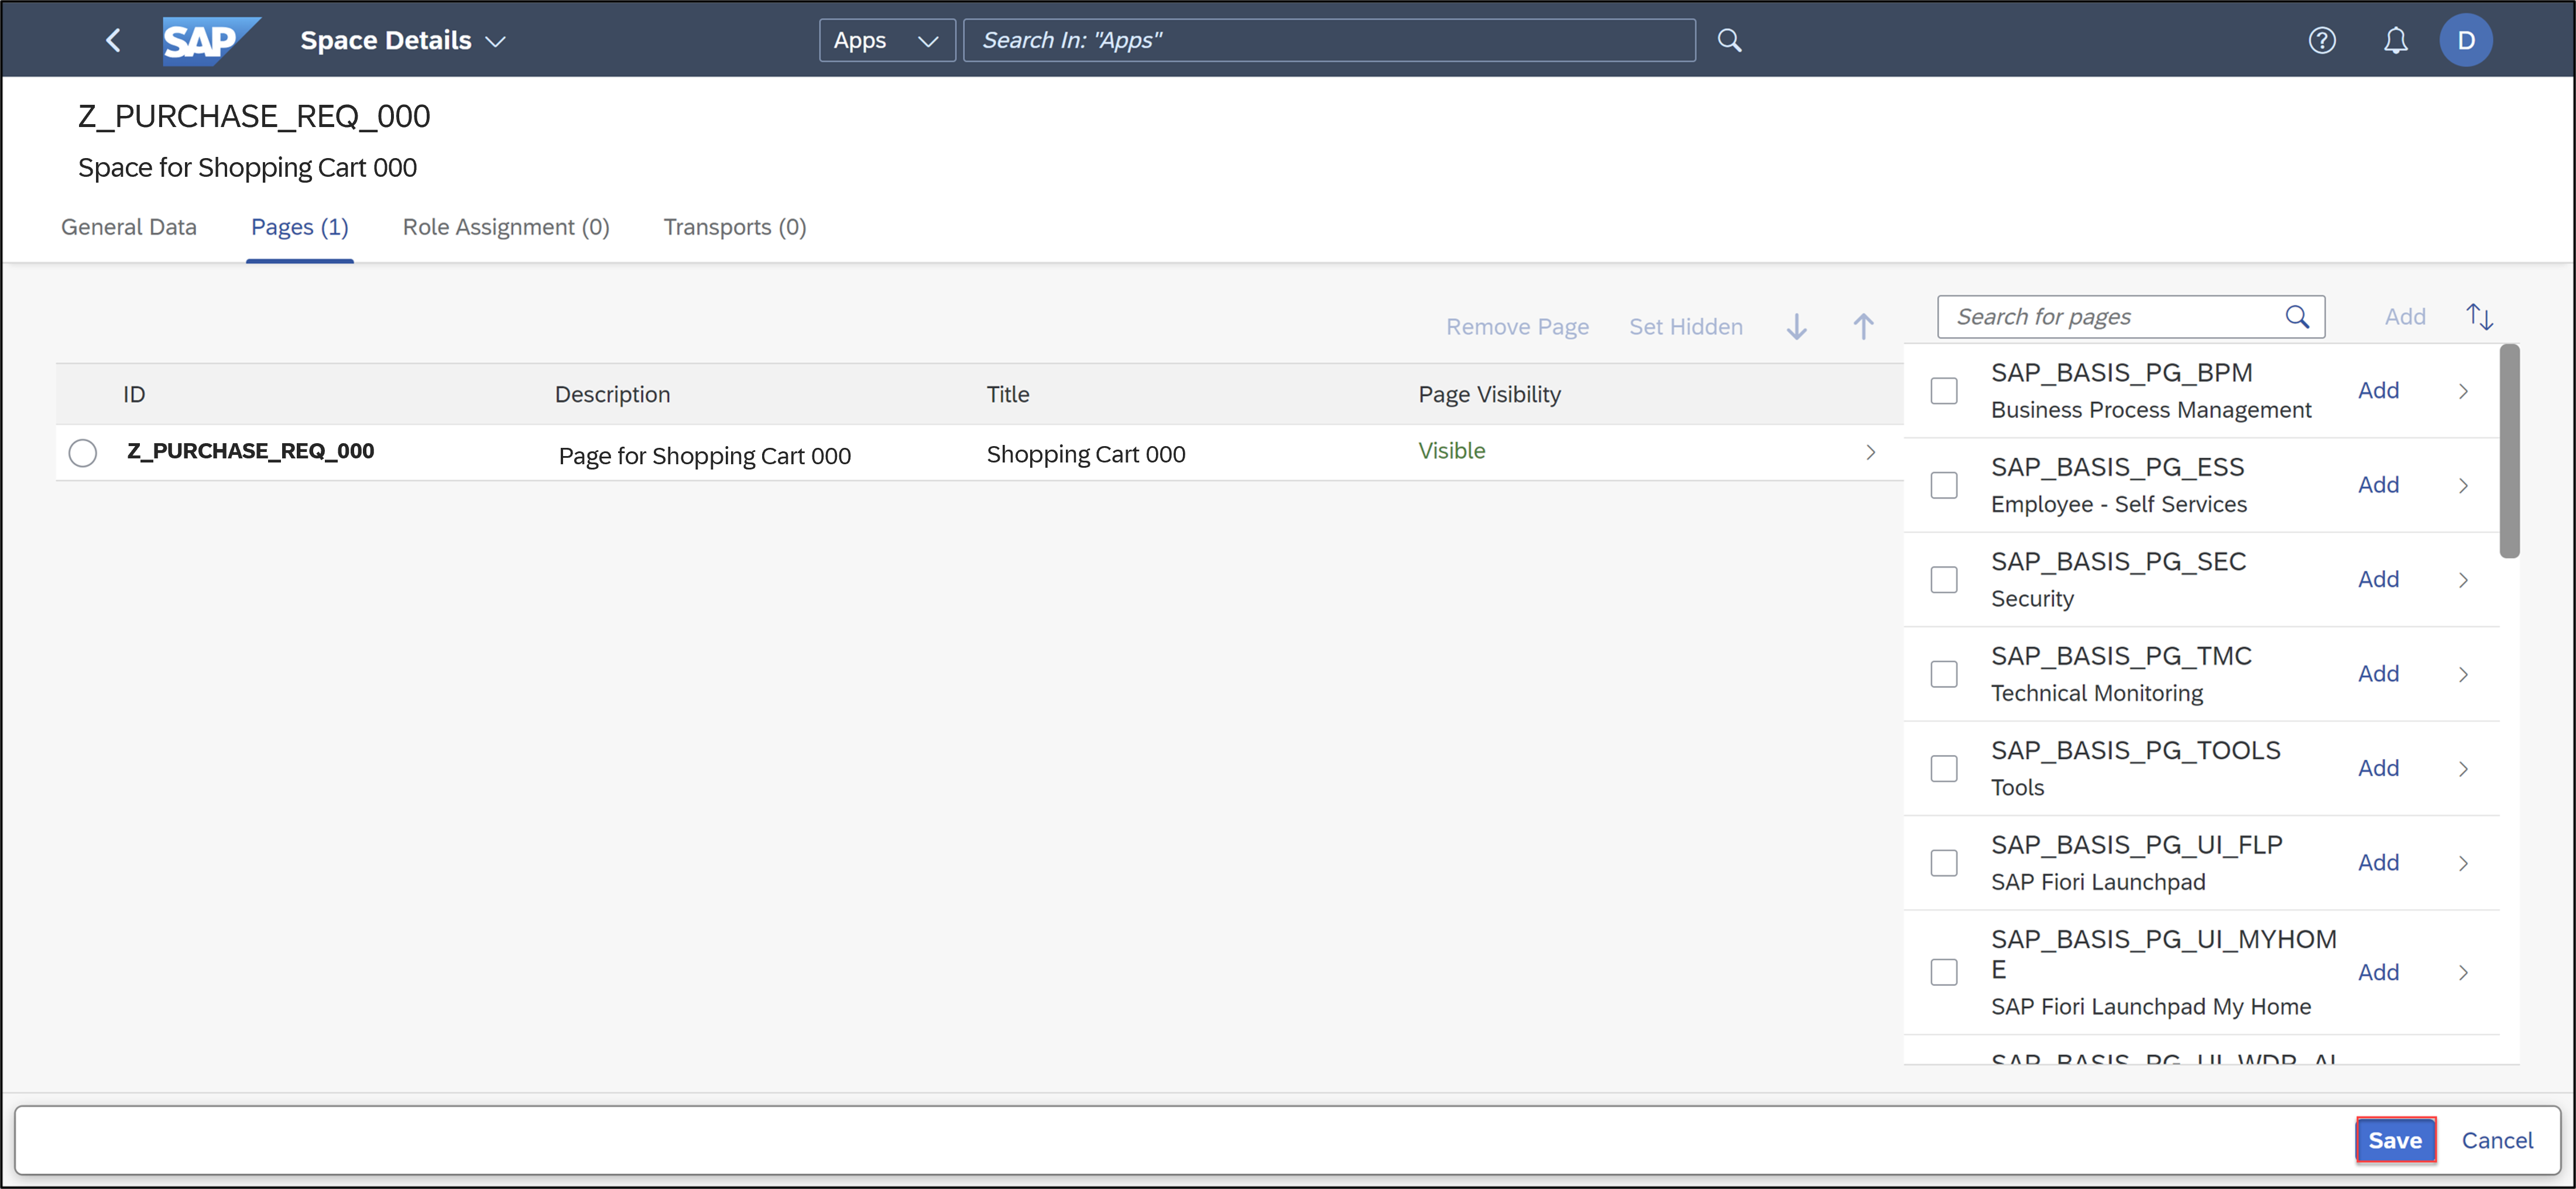 SAP
Space Details
Apps
Search In: "Apps"
D
Z_PURCHASE_REQ_000
Space for Shopping Cart 000
General Data
Pages (1)
Role Assignment (0)
Transports (0)
Remove Page
Set Hidden
ID
Description
Title
Page Visibility
Z_PURCHASE_REQ_000
Page for Shopping Cart 000
Shopping Cart 000
Visible
Search for pages
Add
SAP_BASIS_PG_BPM
Business Process Management
Add
SAP_BASIS_PG_ESS
Employee - Self Services
Add
SAP_BASIS_PG_SEC
Security
Add
SAP_BASIS_PG_TMC
Technical Monitoring
Add
SAP_BASIS_PG_TOOLS
Tools
Add
SAP_BASIS_PG_UI_FLP
SAP Fiori Launchpad
Add
SAP_BASIS_PG_UI_MYHOM
E
SAP Fiori Launchpad My Home
Add
Save
Cancel